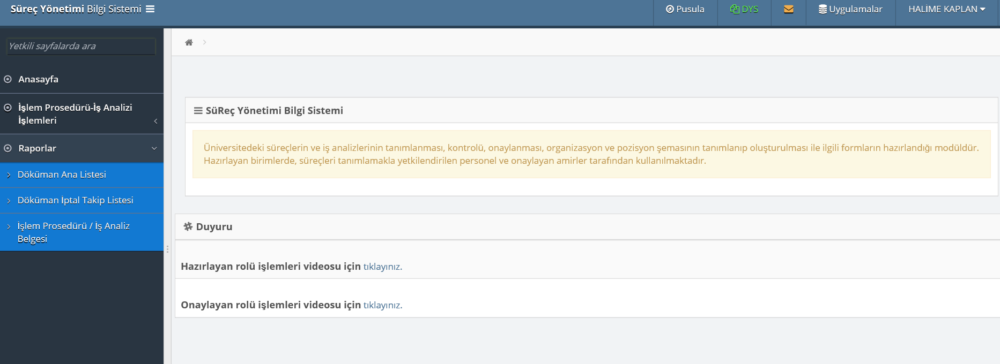 Süreç Yönetimi Bilgi Sistemi
Pusula
DYS
Uygulamalar
HALİME KAPLAN
Yetkili sayfalarda ara
Anasayfa
İşlem Prosedürü-İş Analizi
İşlemleri
Raporlar
Döküman Ana Listesi
Döküman İptal Takip Listesi
İşlem Prosedürü / İş Analiz
Belgesi
SüReç Yönetimi Bilgi Sistemi
Üniversitedeki süreçlerin ve iş analizlerinin tanımlanması, kontrolü, onaylanması, organizasyon ve pozisyon şemasının tanımlanıp oluşturulması ile ilgili formların hazırlandığı modüldür.
Hazırlayan birimlerde, süreçleri tanımlamakla yetkilendirilen personel ve onaylayan amirler tarafından kullanılmaktadır.
Duyuru
Hazırlayan rolü işlemleri videosu için tıklayınız.
Onaylayan rolü işlemleri videosu için tıklayınız.